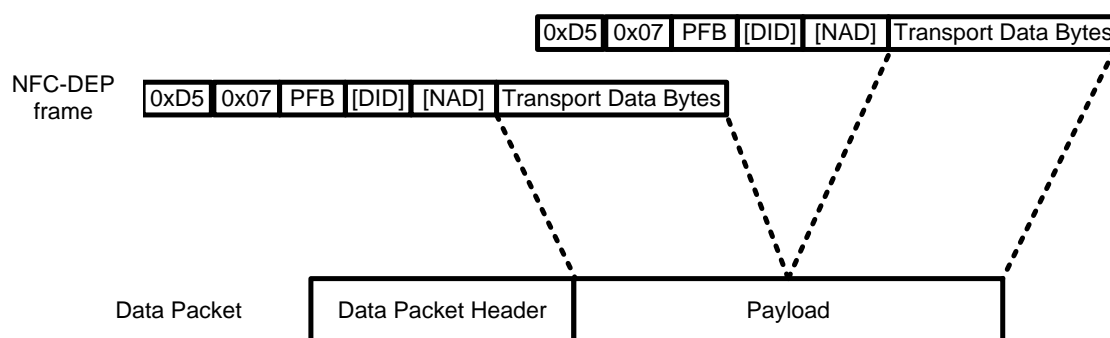 0xD5 0x07 PFB [DID] [NAD] Transport Data Bytes
NFC-DEP
frame
0xD5 0x07 PFB [DID] [NAD] Transport Data Bytes
Data Packet Data Packet Header Payload